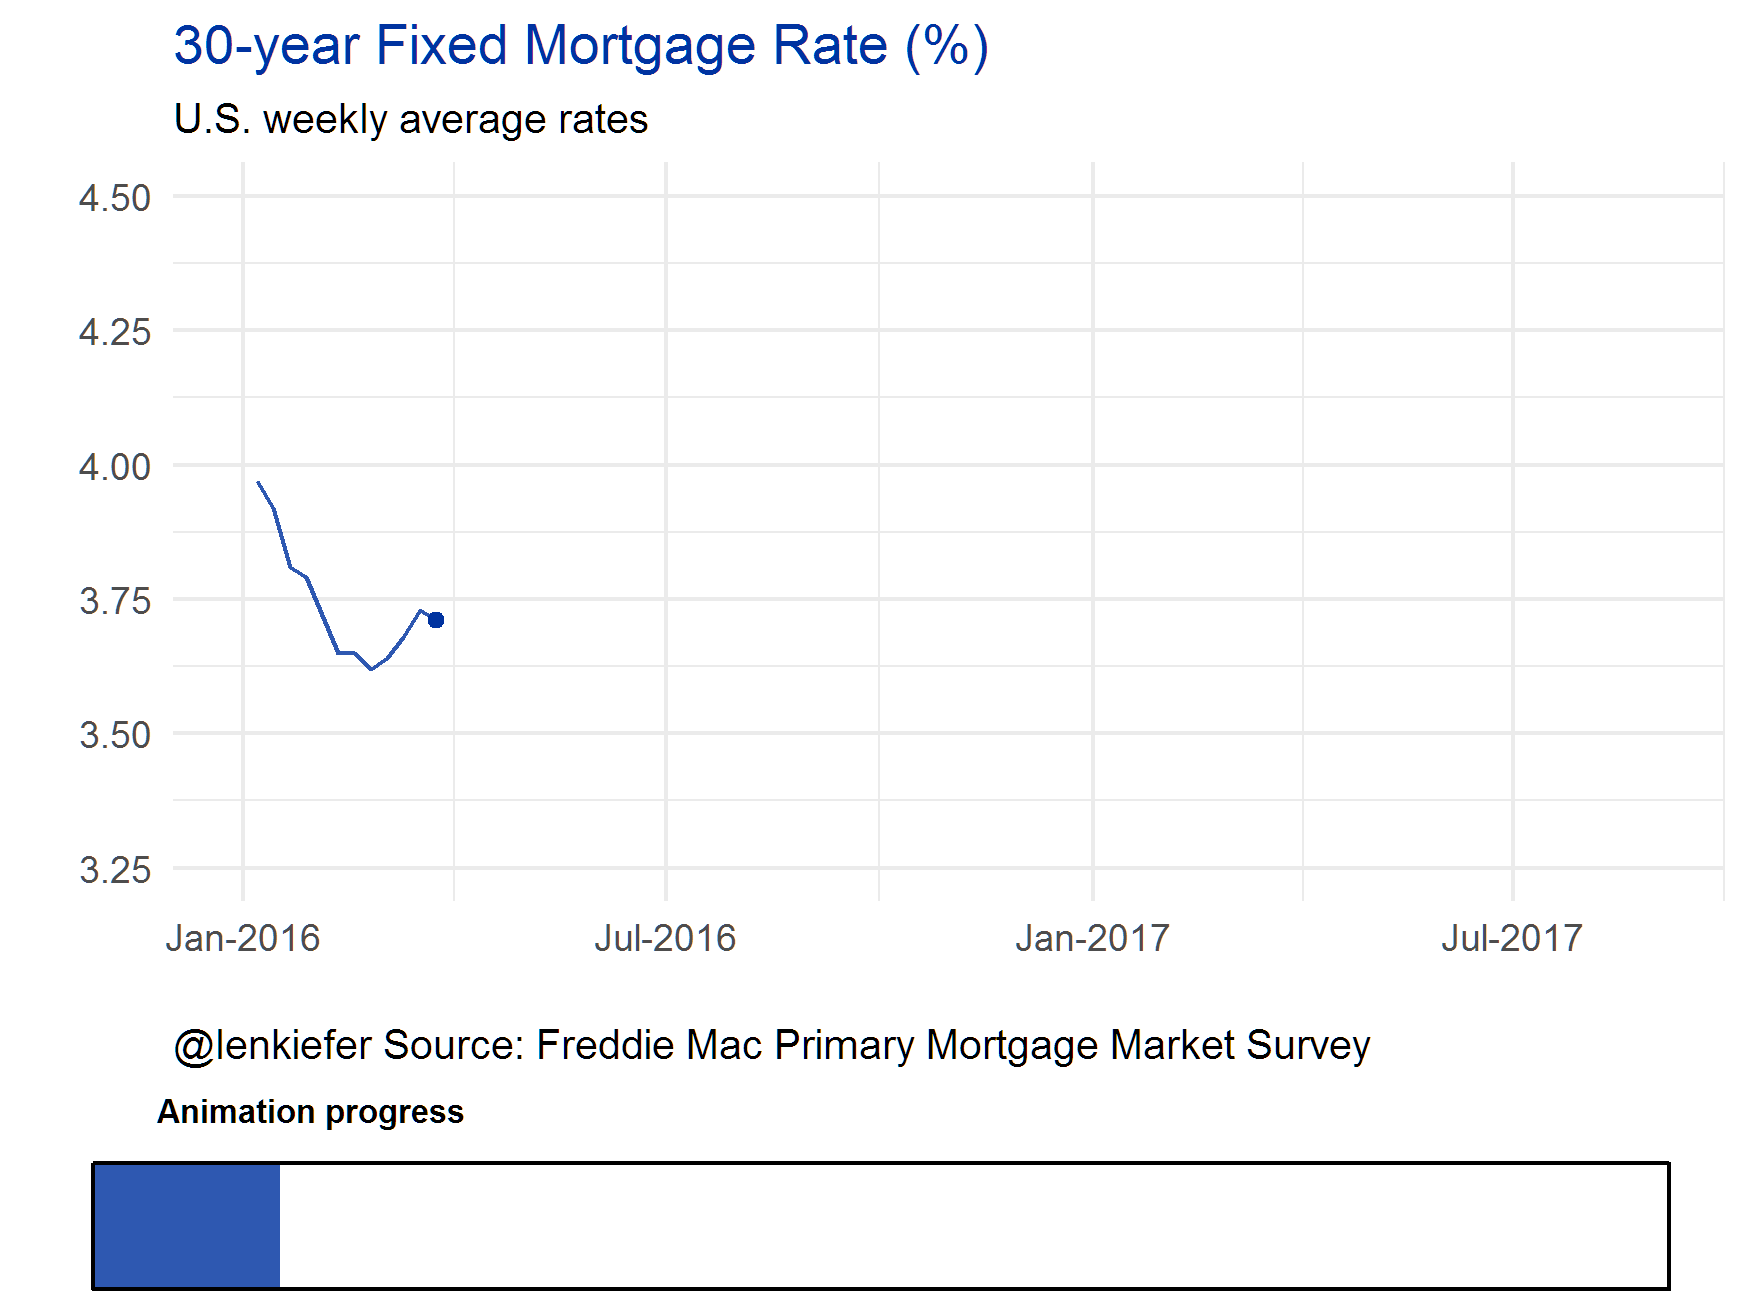 30-year Fixed Mortgage Rate (%)
U.S. weekly average rates
4.50
4.25
4.00
3.75
3.50
3.25
Jan-2016 Jul-2016 Jan-2017 Jul-2017
@lenkiefer Source: Freddie Mac Primary Mortgage Market Survey
Animation progress